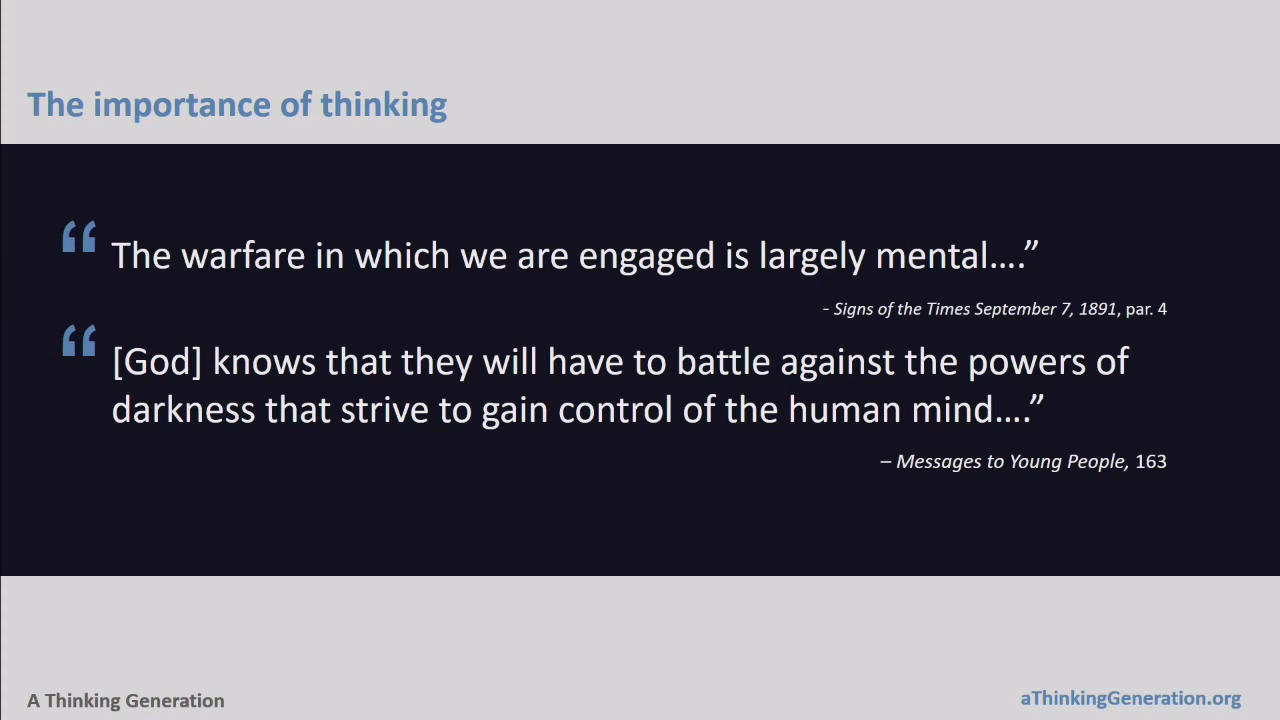 The importance of thinking
“ The warfare in which we are engaged is largely mental….”
- Signs of the Times September 7, 1891, par. 4
“ [God] knows that they will have to battle against the powers of
darkness that strive to gain control of the human mind….”
– Messages to Young People, 163
A Thinking Generation
aThinkingGeneration.org